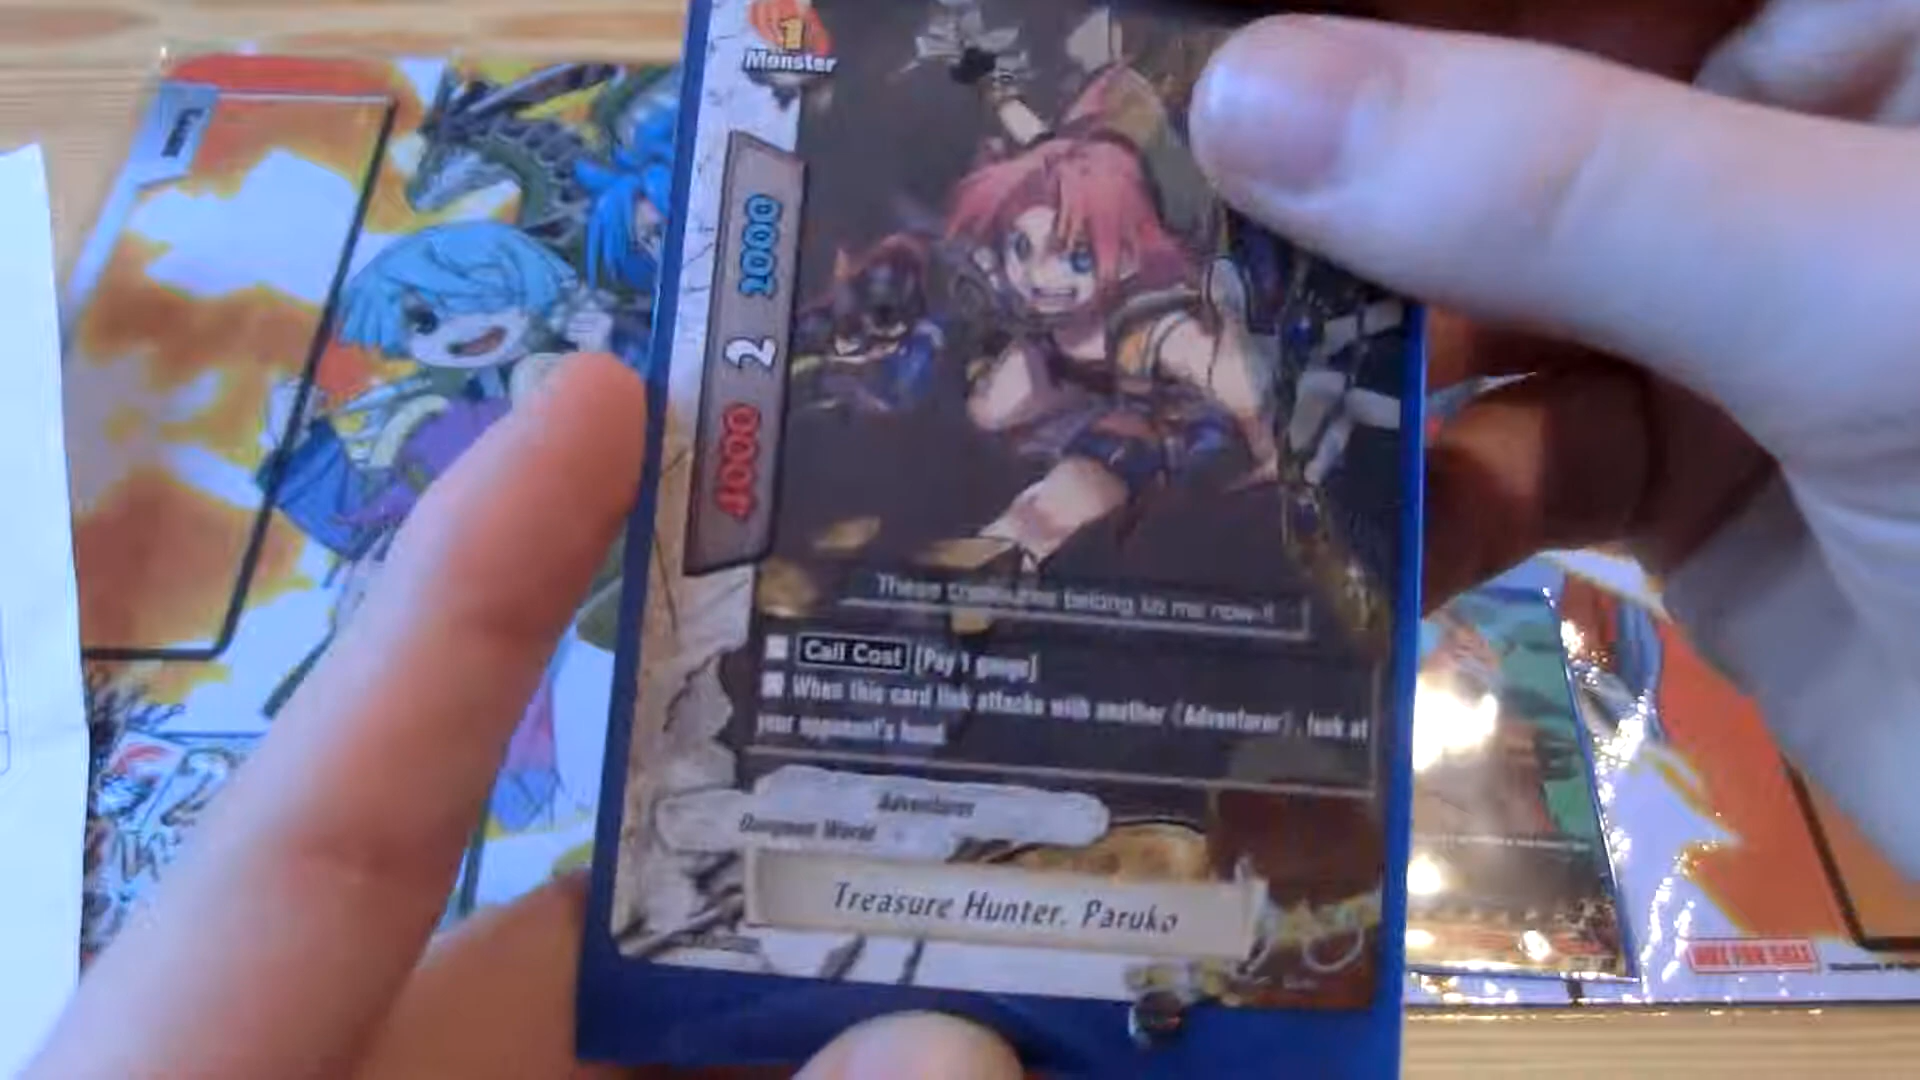 1
Monster
1000
2
4000
These treasures belong to me now!!
Call Cost [Pay 1 gauge]
When this card link attacks with another《Adventurer》, look at
your opponent's hand.
Adventurer
Dungeon World
Treasure Hunter, Paruko
NOT FOR SALE